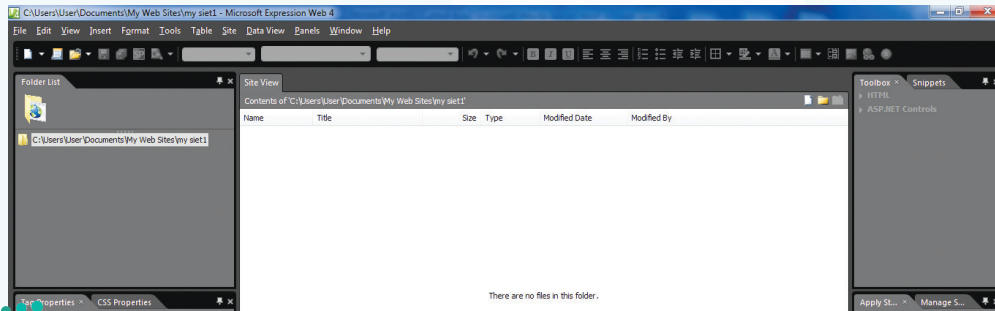 C:\Users\User\Documents\My Web Sites\my siet1 - Microsoft Expression Web 4
File Edit View Insert Format Tools Table Site Data View Panels Window Help
Folder List
C:\Users\User\Documents\My Web Sites\my siet1
Site View
Contents of 'C:\Users\User\Documents\My Web Sites\my siet1'
Name Title Size Type Modified Date Modified By
There are no files in this folder.
Toolbox Snippets
HTML
ASP.NET Controls
Tag Properties CSS Properties
Apply St... Manage S...